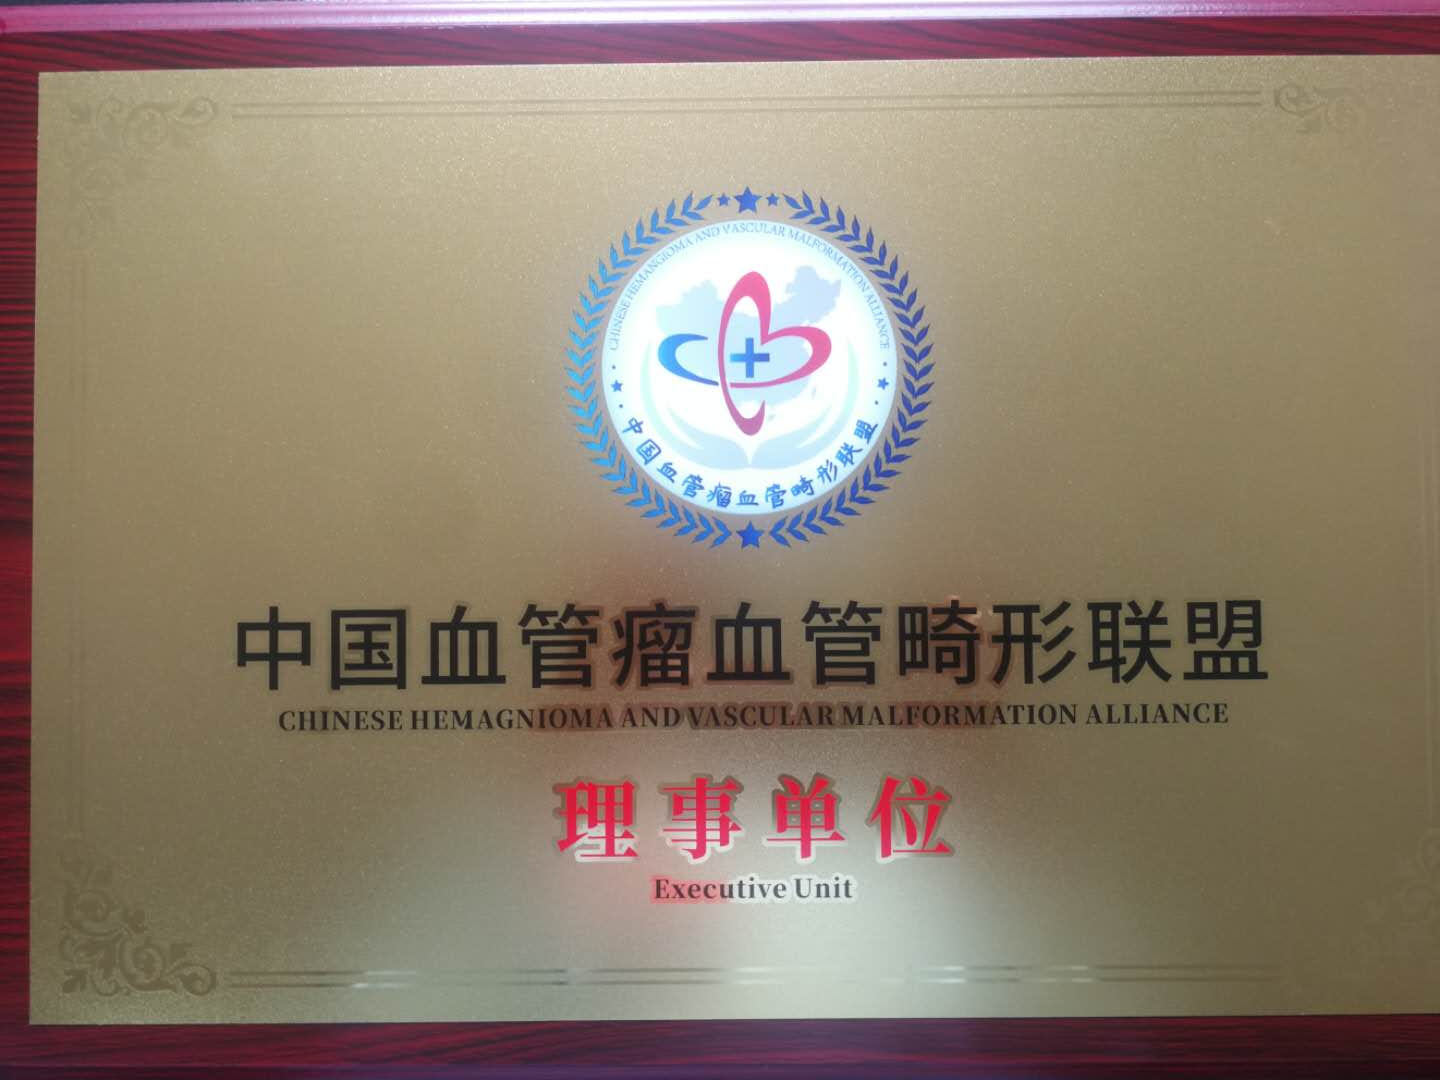 CHINESE HEMANGIOMA AND VASCULAR MALFORMATION ALLIANCE
中国血管瘤血管畸形联盟
中国血管瘤血管畸形联盟
CHINESE HEMAGNIOMA AND VASCULAR MALFORMATION ALLIANCE
理事单位
Executive Unit